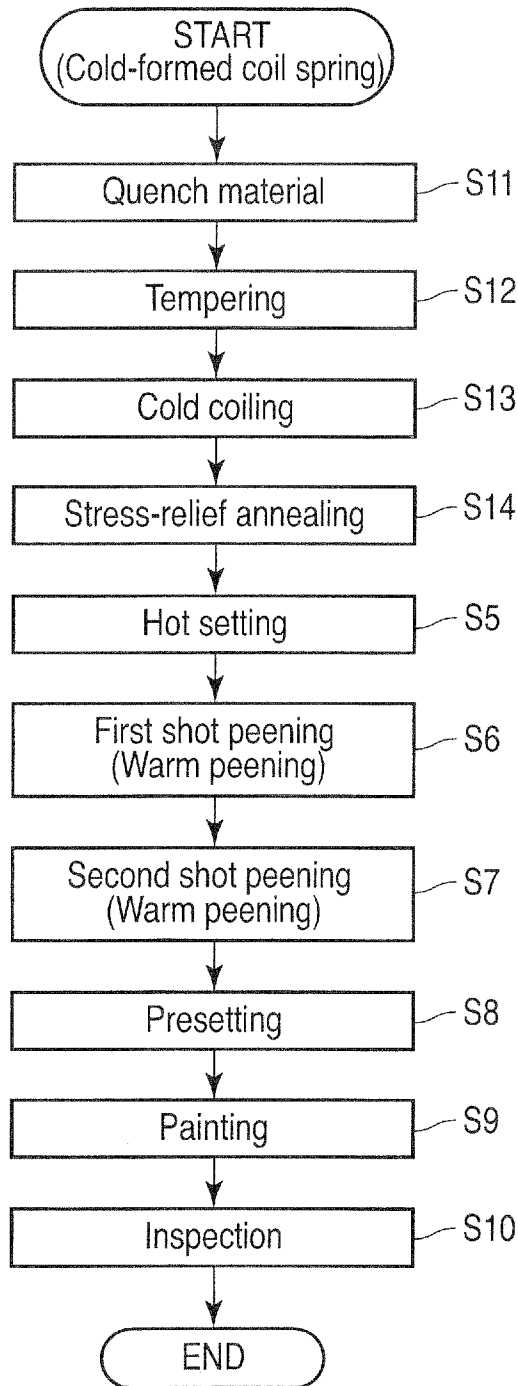 START
(Cold-formed coil spring)
Quench material
S11
Tempering
S12
Cold coiling
S13
Stress-relief annealing
S14
Hot setting
S5
First shot peening
(Warm peening)
S6
Second shot peening
(Warm peening)
S7
Presetting
S8
Painting
S9
Inspection
S10
END